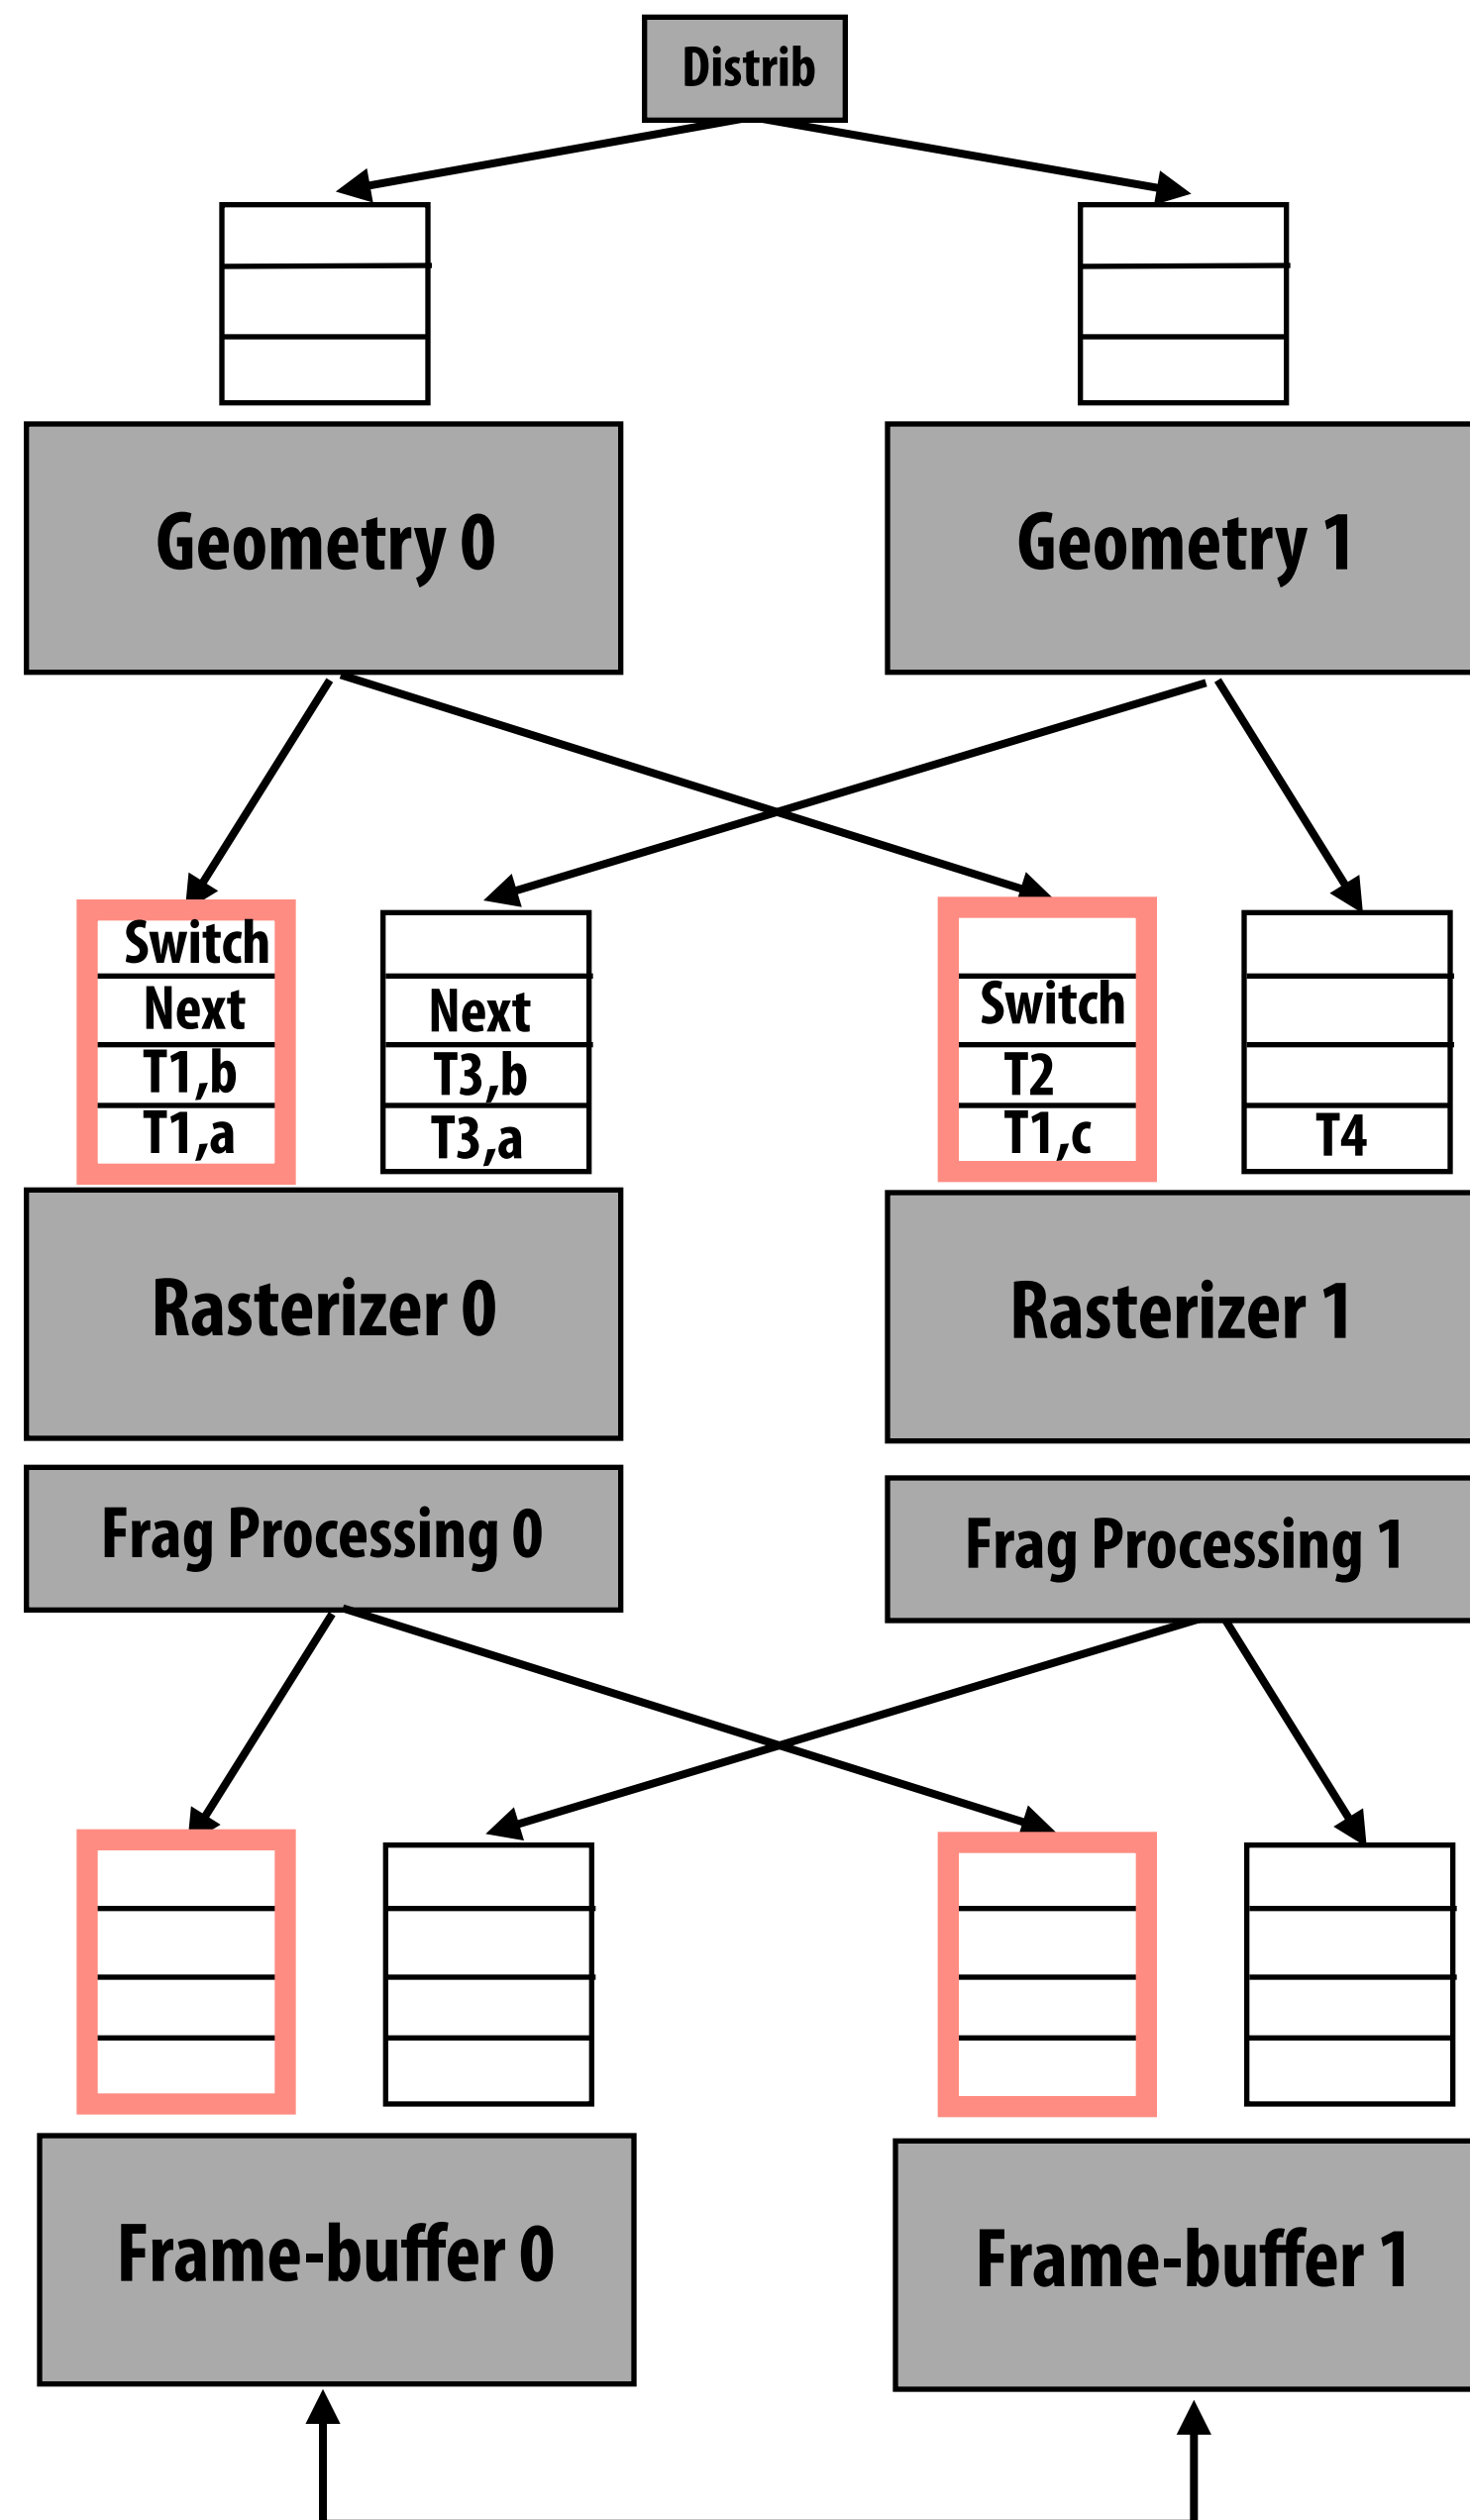 Distrib
Geometry 0
Geometry 1
Switch
Next
T1,b
T1,a
Next
T3,b
T3,a
Switch
T2
T1,c
T4
Rasterizer 0
Rasterizer 1
Frag Processing 0
Frag Processing 1
Frame-buffer 0
Frame-buffer 1